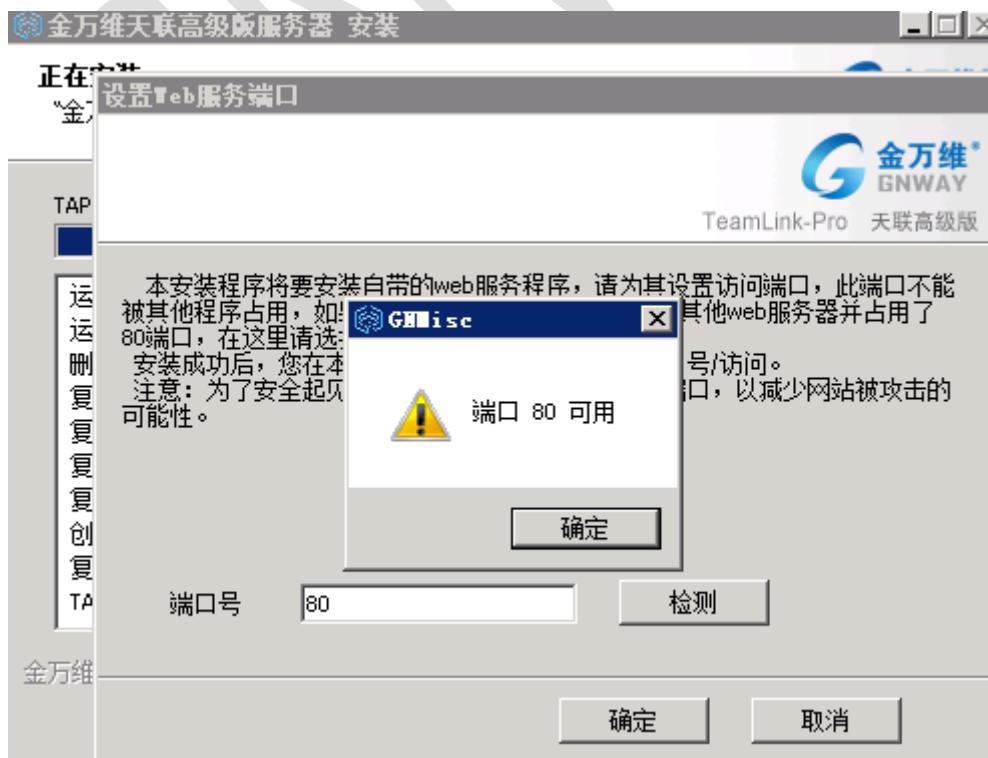 金万维天联高级版服务器 安装
正在安装
"金万
设置Web服务端口
金万维®
GNWAY
TeamLink-Pro 天联高级版
TAP
本安装程序将要安装自带的web服务程序，请为其设置访问端口，此端口不能
被其他程序占用，如 其他web服务器并占用了
80端口，在这里请选
安装成功后，您在本 号/访问。
注意：为了安全起见 口，以减少网站被攻击的
可能性。
运
运
删
复
复
复
复
创
复
TA
GNMisc
端口 80 可用
确定
端口号 80 检测
金万维
确定 取消